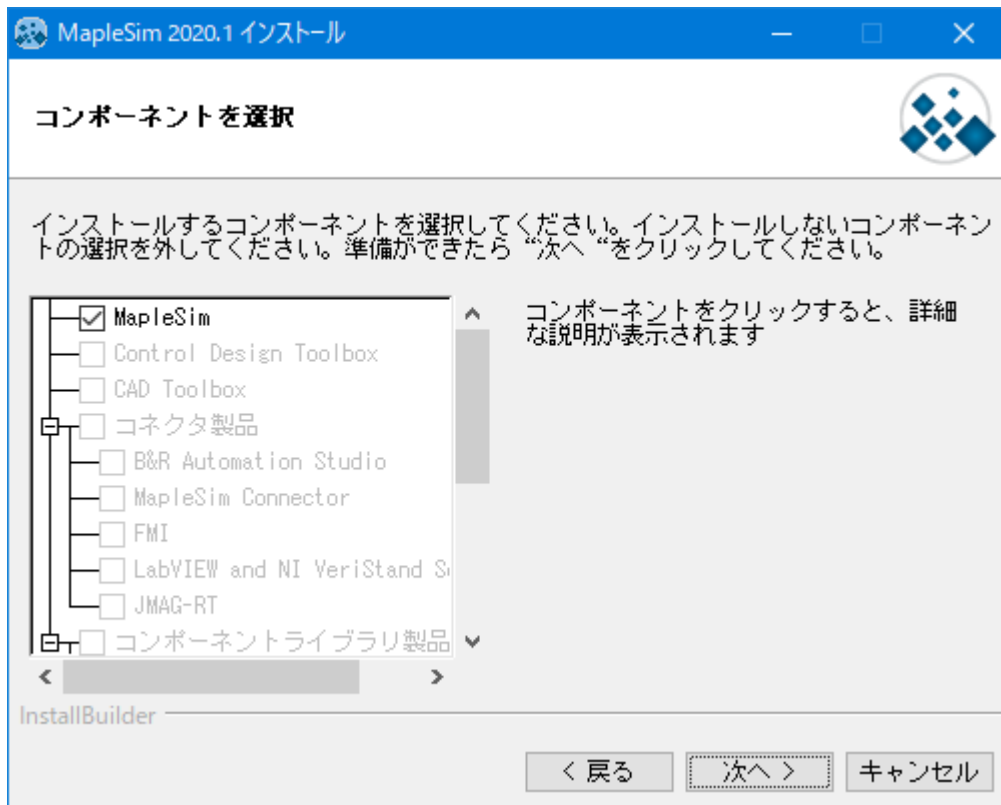 MapleSim 2020.1 インストール
コンポーネントを選択
インストールするコンポーネントを選択してください。インストールしないコンポーネン
トの選択を外してください。準備ができたら “次へ “をクリックしてください。
MapleSim
Control Design Toolbox
CAD Toolbox
コネクタ製品
B&R Automation Studio
MapleSim Connector
FMI
LabVIEW and NI VeriStand S
JMAG-RT
コンポーネントライブラリ製品
コンポーネントをクリックすると、詳細
な説明が表示されます
InstallBuilder
< 戻る
次へ >
キャンセル